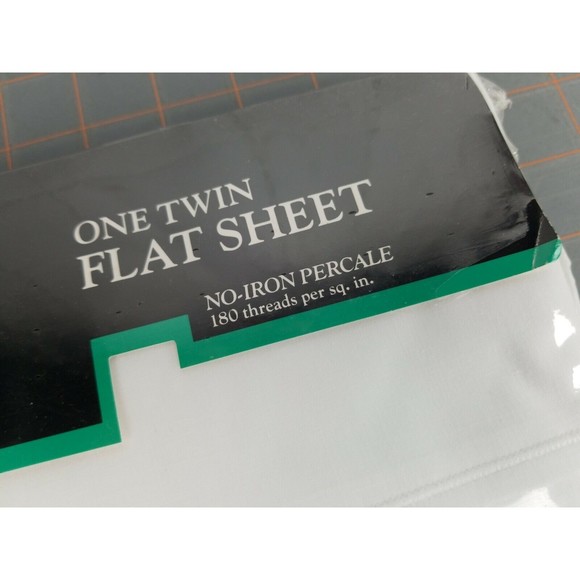 ONE TWIN
FLAT SHEET
NO-IRON PERCALE
180 threads per sq. in.